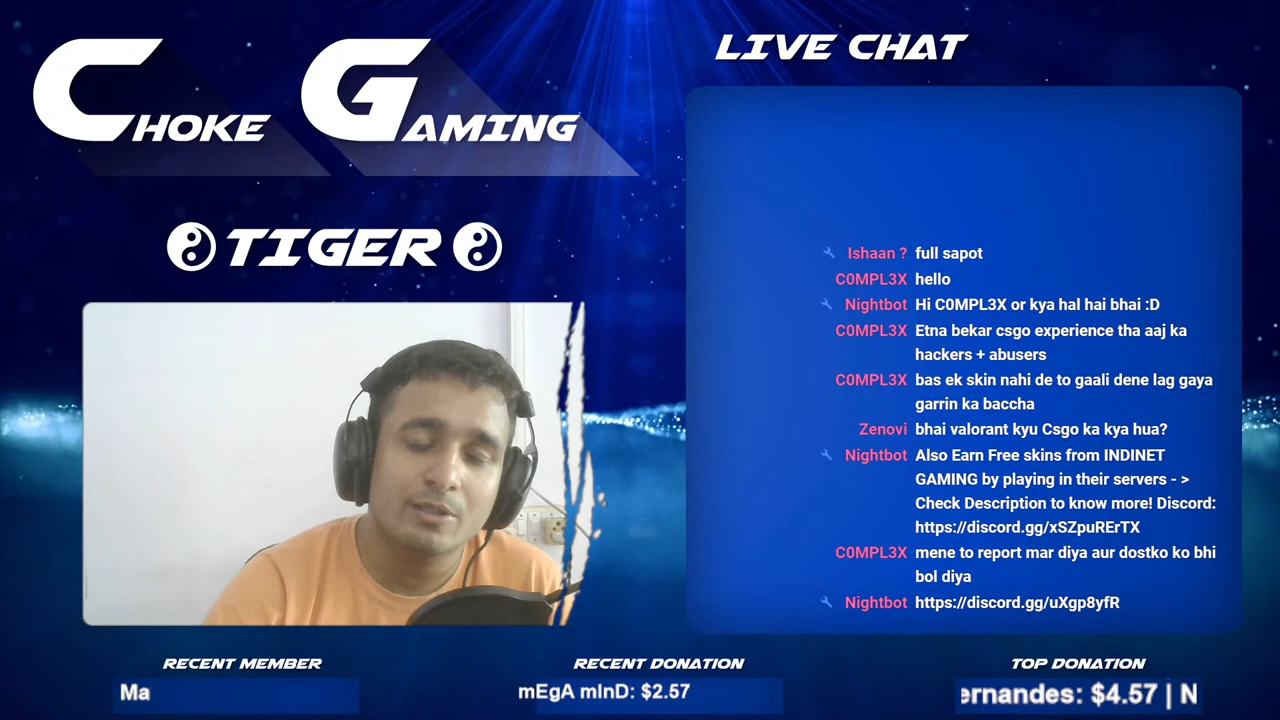 CHOKE GAMING
TIGER
LIVE CHAT
Ishaan ? full sapot
C0MPL3X hello
Nightbot Hi C0MPL3X or kya hal hai bhai :D
C0MPL3X Etna bekar csgo experience tha aaj ka
hackers + abusers
C0MPL3X bas ek skin nahi de to gaali dene lag gaya
garrin ka baccha
Zenovi bhai valorant kyu Csgo ka kya hua?
Nightbot Also Earn Free skins from INDINET
GAMING by playing in their servers - >
Check Description to know more! Discord:
https://discord.gg/xSZpuRErTX
C0MPL3X mene to report mar diya aur dostko ko bhi
bol diya
Nightbot https://discord.gg/uXgp8yfR
RECENT MEMBER
Ma
RECENT DONATION
mEgA mInD: $2.57
TOP DONATION
ernandes: $4.57 | N